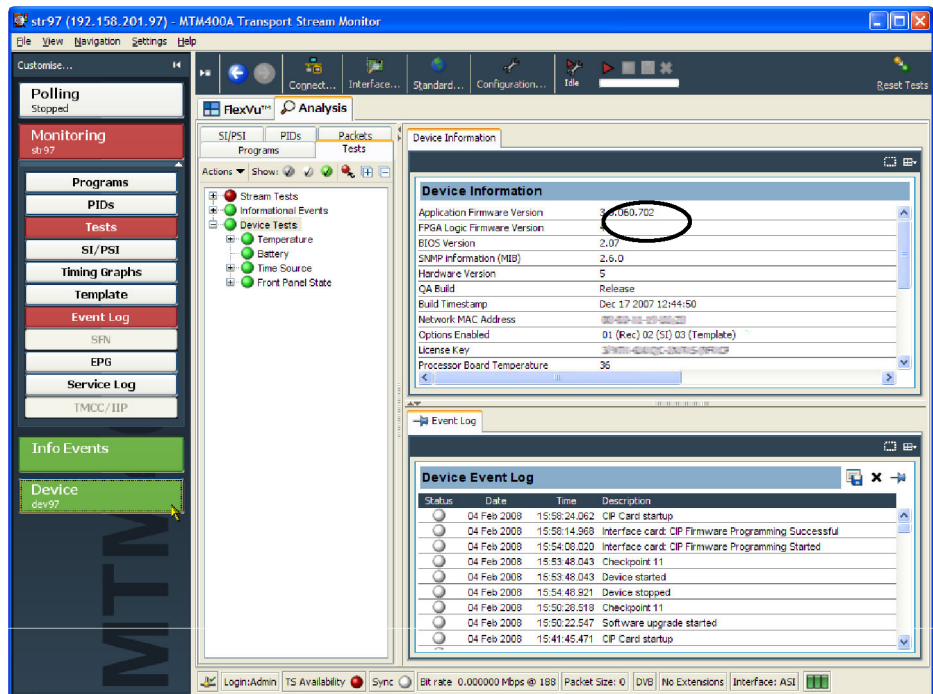 str97 (192.158.201.97) - MTM400A Transport Stream Monitor
File View Navigation Settings Help
Customise...
Connect... Interface... Standard... Configuration... Idle Reset Tests
Polling
Stopped
FlexVu™ Analysis
Monitoring
str97
SI/PSI PIDs Packets
Programs Tests
Actions Show:
Device Information
Programs
PIDs
Tests
SI/PSI
Timing Graphs
Template
Event Log
SFN
EPG
Service Log
TMCC/IIP
Info Events
Device
dev97
MTM
Stream Tests
Informational Events
Device Tests
Temperature
Battery
Time Source
Front Panel State
Device Information
Application Firmware Version .060.702
FPGA Logic Firmware Version
BIOS Version 2.07
SNMP information (MIB) 2.6.0
Hardware Version 5
QA Build Release
Build Timestamp Dec 17 2007 12:44:50
Network MAC Address
Options Enabled 01 (Rec) 02 (SI) 03 (Template)
License Key
Processor Board Temperature 36
Event Log
Device Event Log
Status Date Time Description
04 Feb 2008 15:58:24.062 CIP Card startup
04 Feb 2008 15:58:14.968 Interface card: CIP Firmware Programming Successful
04 Feb 2008 15:54:08.020 Interface card: CIP Firmware Programming Started
04 Feb 2008 15:53:48.043 Checkpoint 11
04 Feb 2008 15:53:48.043 Device started
04 Feb 2008 15:54:48.921 Device stopped
04 Feb 2008 15:50:28.518 Checkpoint 11
04 Feb 2008 15:50:22.547 Software upgrade started
04 Feb 2008 15:41:45.471 CIP Card startup
Login:Admin TS Availability Sync Bit rate 0.000000 Mbps @ 188 Packet Size: 0 DVB No Extensions Interface: ASI